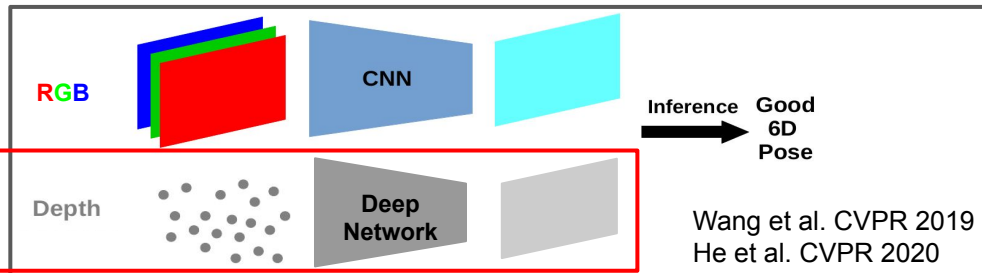 RGB
CNN
Inference
Good
6D
Pose
Depth
Deep
Network
Wang et al. CVPR 2019
He et al. CVPR 2020